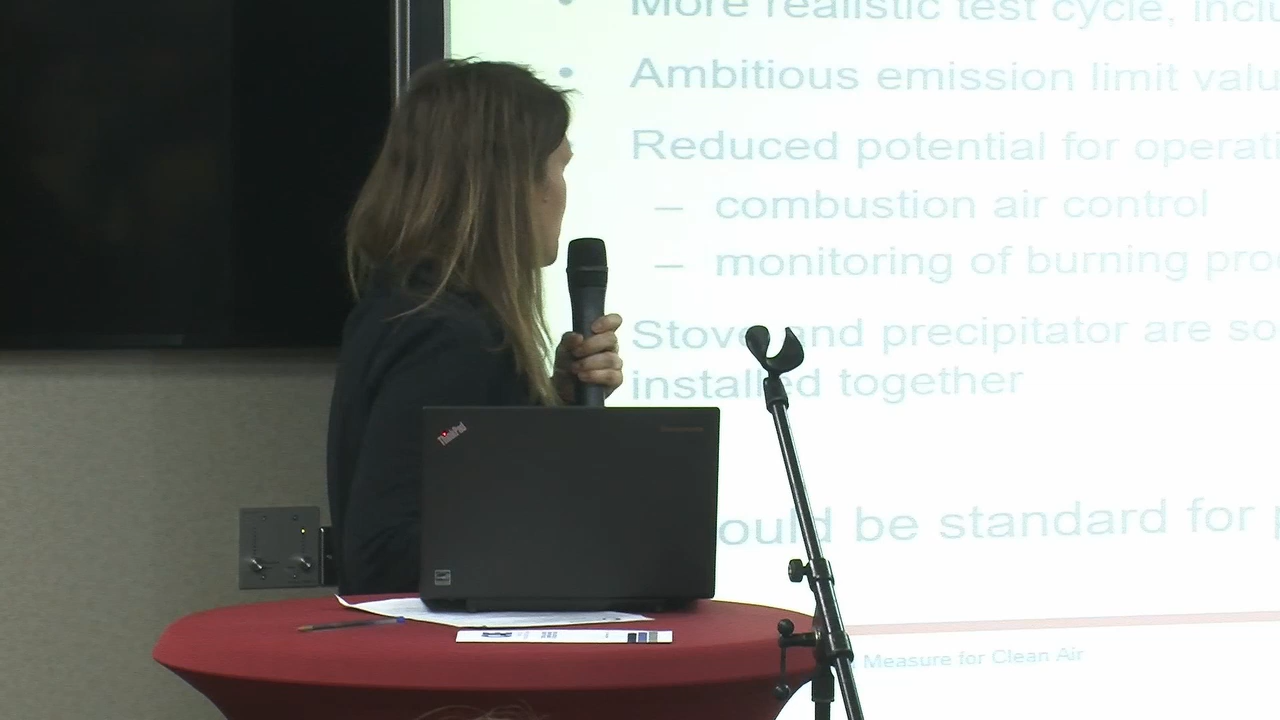 More realistic test cycle, inclu
• Ambitious emission limit valu
Reduced potential for operati
– combustion air control
– monitoring of burning pro
Stove and precipitator are so
installed together
ould be standard for p
Measure for Clean Air
ThinkPad